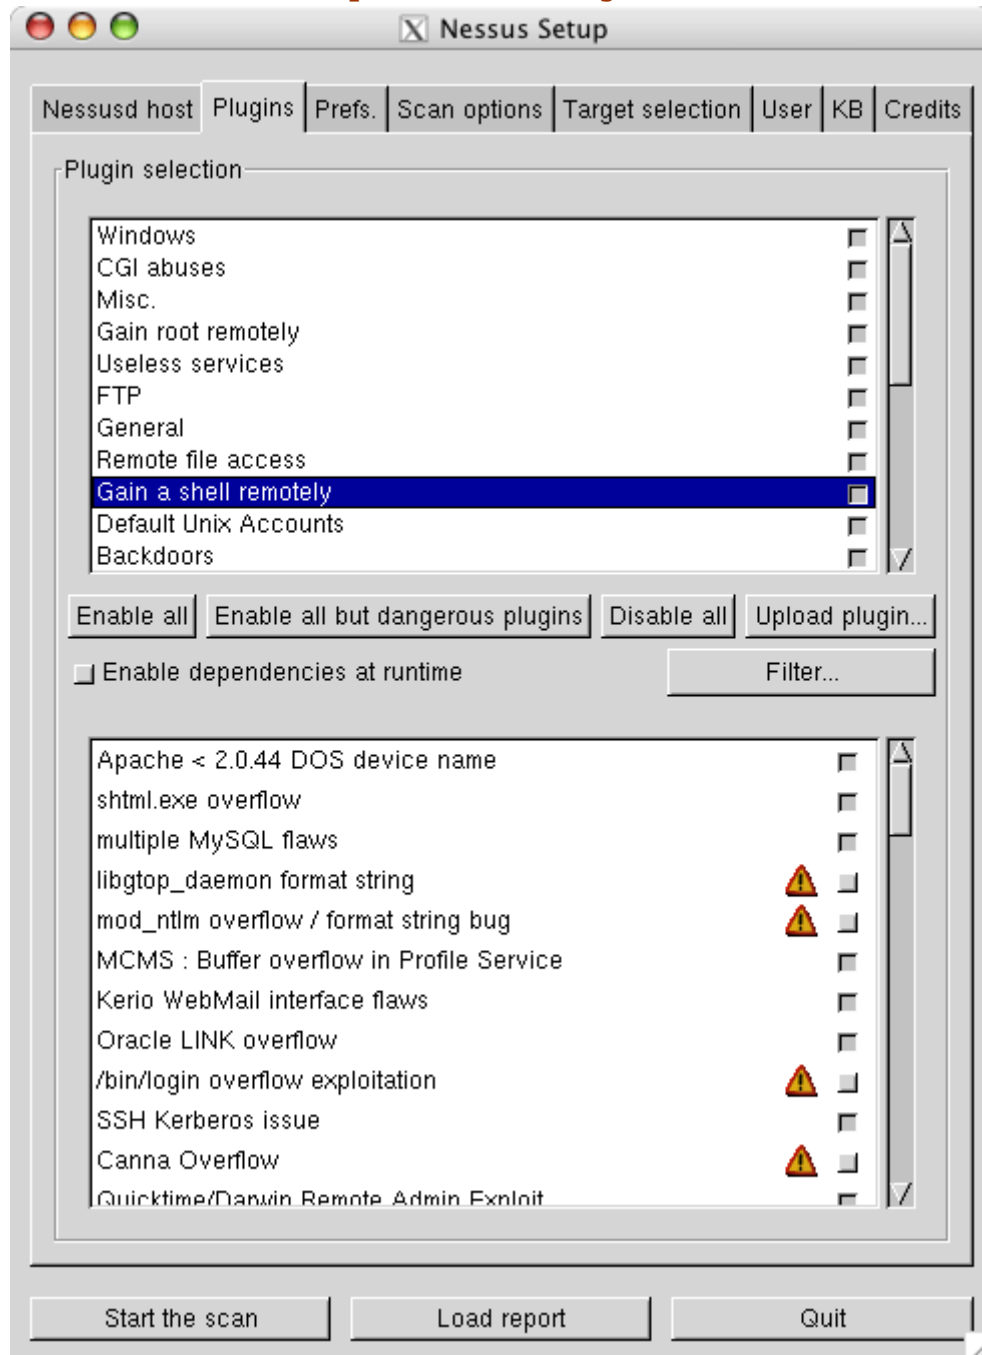 Nessus Setup
Nessusd host Plugins Prefs. Scan options Target selection User KB Credits
Plugin selection
Windows
CGI abuses
Misc.
Gain root remotely
Useless services
FTP
General
Remote file access
Gain a shell remotely
Default Unix Accounts
Backdoors
Enable all Enable all but dangerous plugins Disable all Upload plugin...
Enable dependencies at runtime Filter...
Apache < 2.0.44 DOS device name
shtml.exe overflow
multiple MySQL flaws
libgtop_daemon format string
mod_ntlm overflow / format string bug
MCMS : Buffer overflow in Profile Service
Kerio WebMail interface flaws
Oracle LINK overflow
/bin/login overflow exploitation
SSH Kerberos issue
Canna Overflow
Quicktime/Darwin Remote Admin Exploit
Start the scan Load report Quit